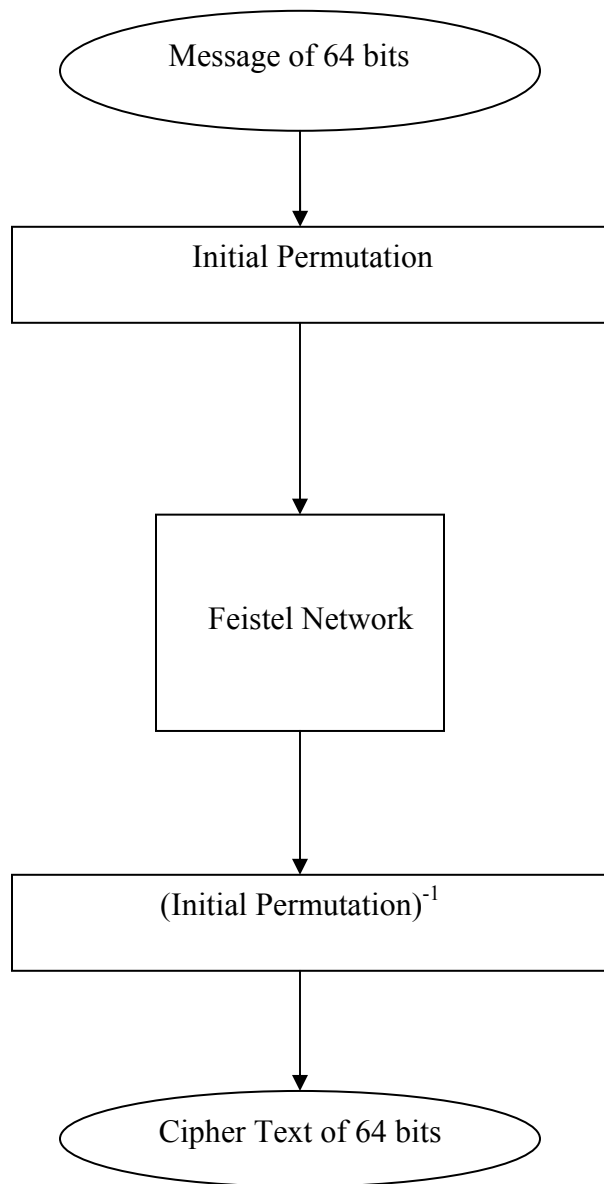 Message of 64 bits
Initial Permutation
Feistel Network
(Initial Permutation)⁻¹
Cipher Text of 64 bits